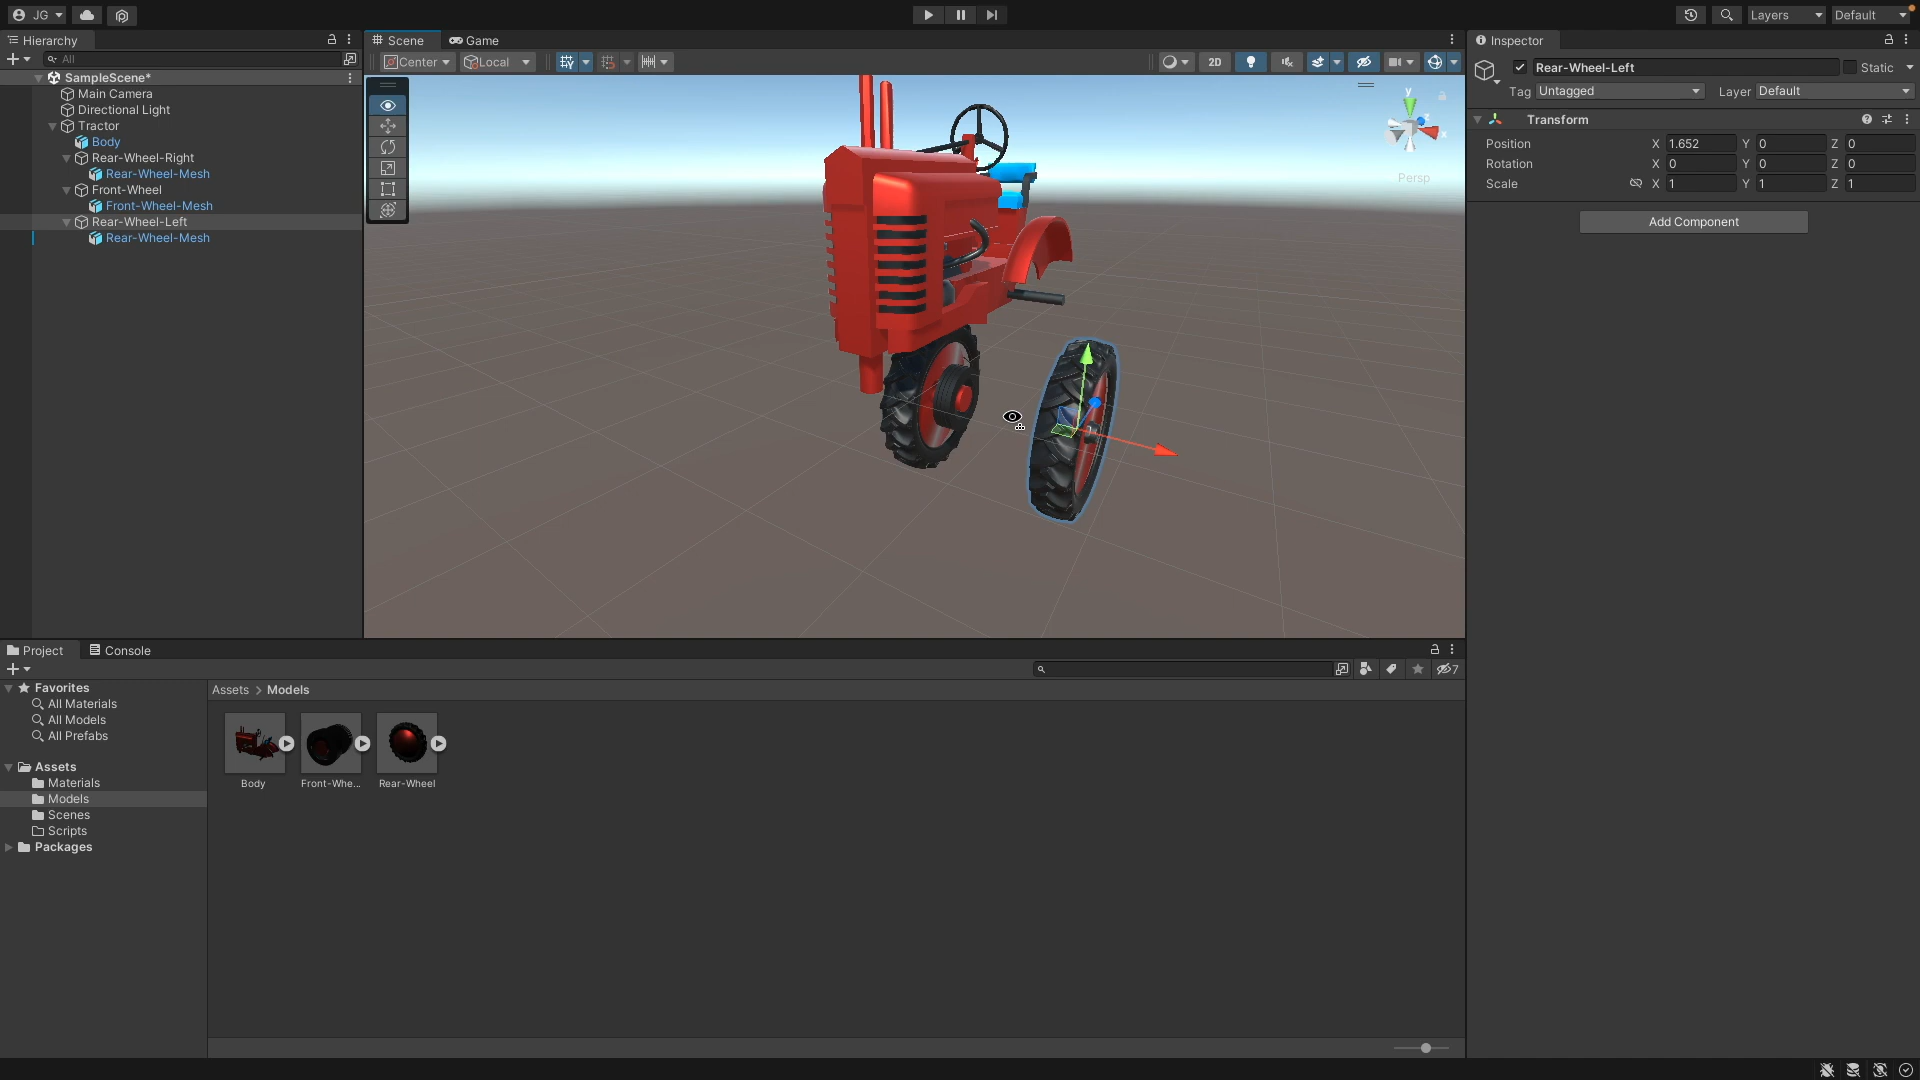 JG
Layers
Default
Hierarchy
Scene
Game
Inspector
All
Center
Local
2D
Rear-Wheel-Left
Static
Tag
Untagged
Layer
Default
SampleScene*
Main Camera
Directional Light
Tractor
Body
Rear-Wheel-Right
Rear-Wheel-Mesh
Front-Wheel
Front-Wheel-Mesh
Rear-Wheel-Left
Rear-Wheel-Mesh
y
z
x
Persp
Transform
Position X 1.652 Y 0 Z 0
Rotation X 0 Y 0 Z 0
Scale X 1 Y 1 Z 1
Add Component
Project
Console
7
Favorites
All Materials
All Models
All Prefabs
Assets
Materials
Models
Scenes
Scripts
Packages
Assets > Models
Body
Front-Whe...
Rear-Wheel